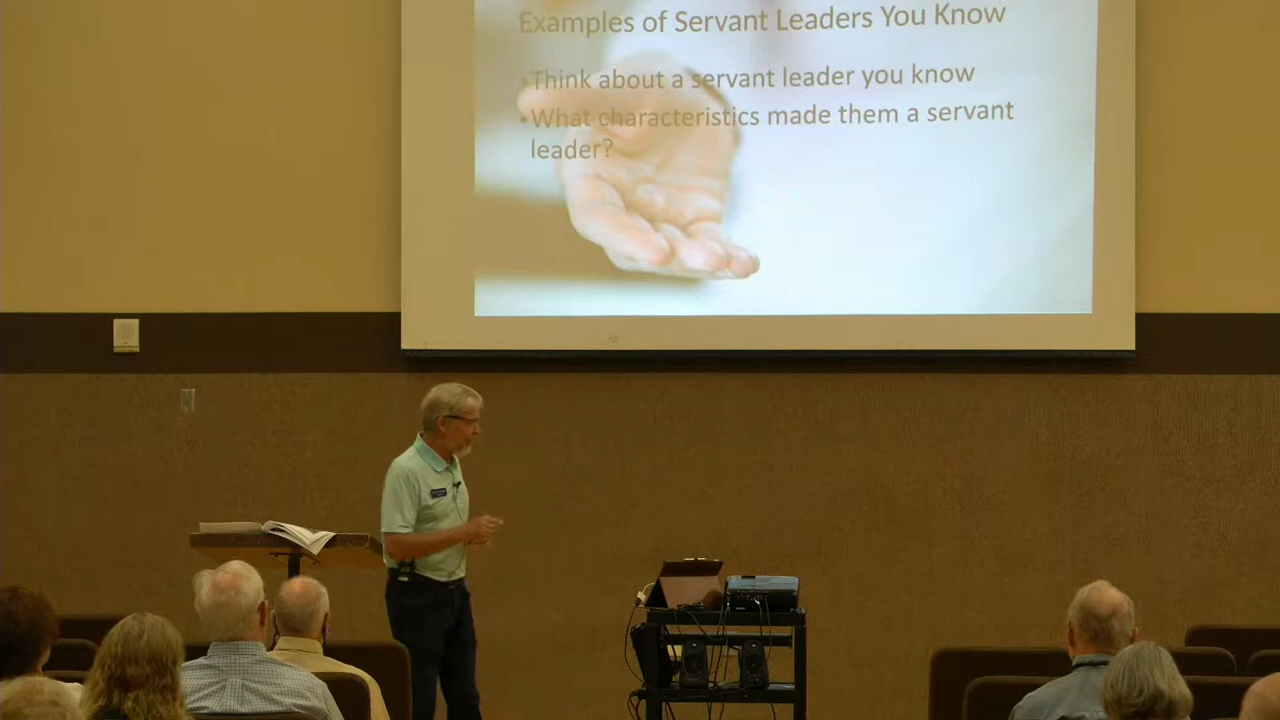 Examples of Servant Leaders You Know
•Think about a servant leader you know
•What characteristics made them a servant
leader?